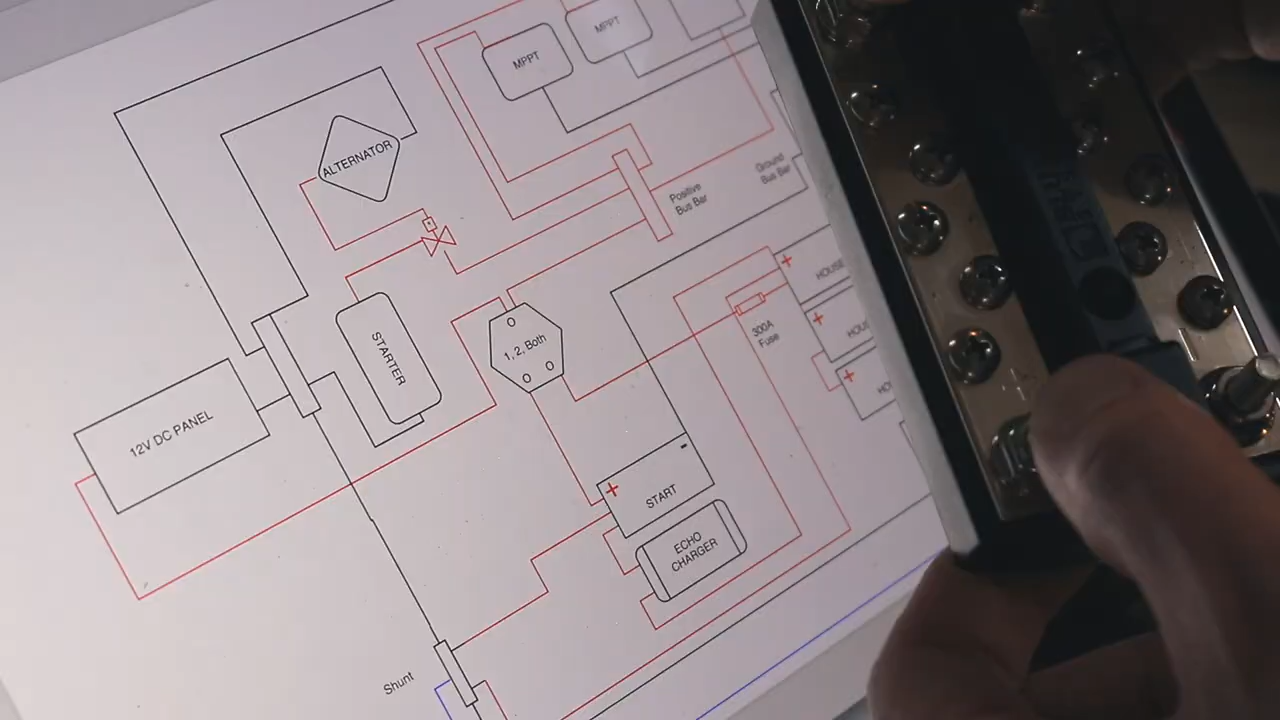 MPPT
MPPT
ALTERNATOR
Positive
Bus Bar
Ground
Bus Bar
STARTER
1, 2, Both
+
HOUSE
300A
Fuse
+
+
12V DC PANEL
-
+
START
ECHO
CHARGER
Shunt